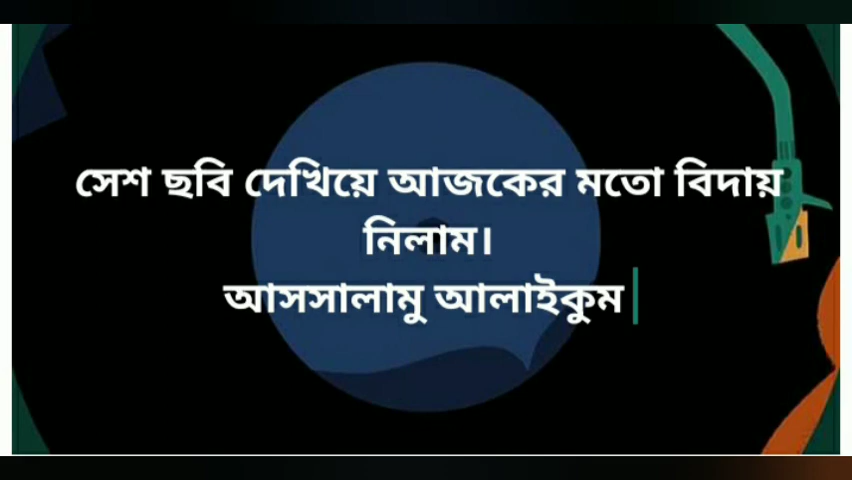 সেশ ছবি দেখিয়ে আজকের মতো বিদায়
নিলাম।
আসসালামু আলাইকুম